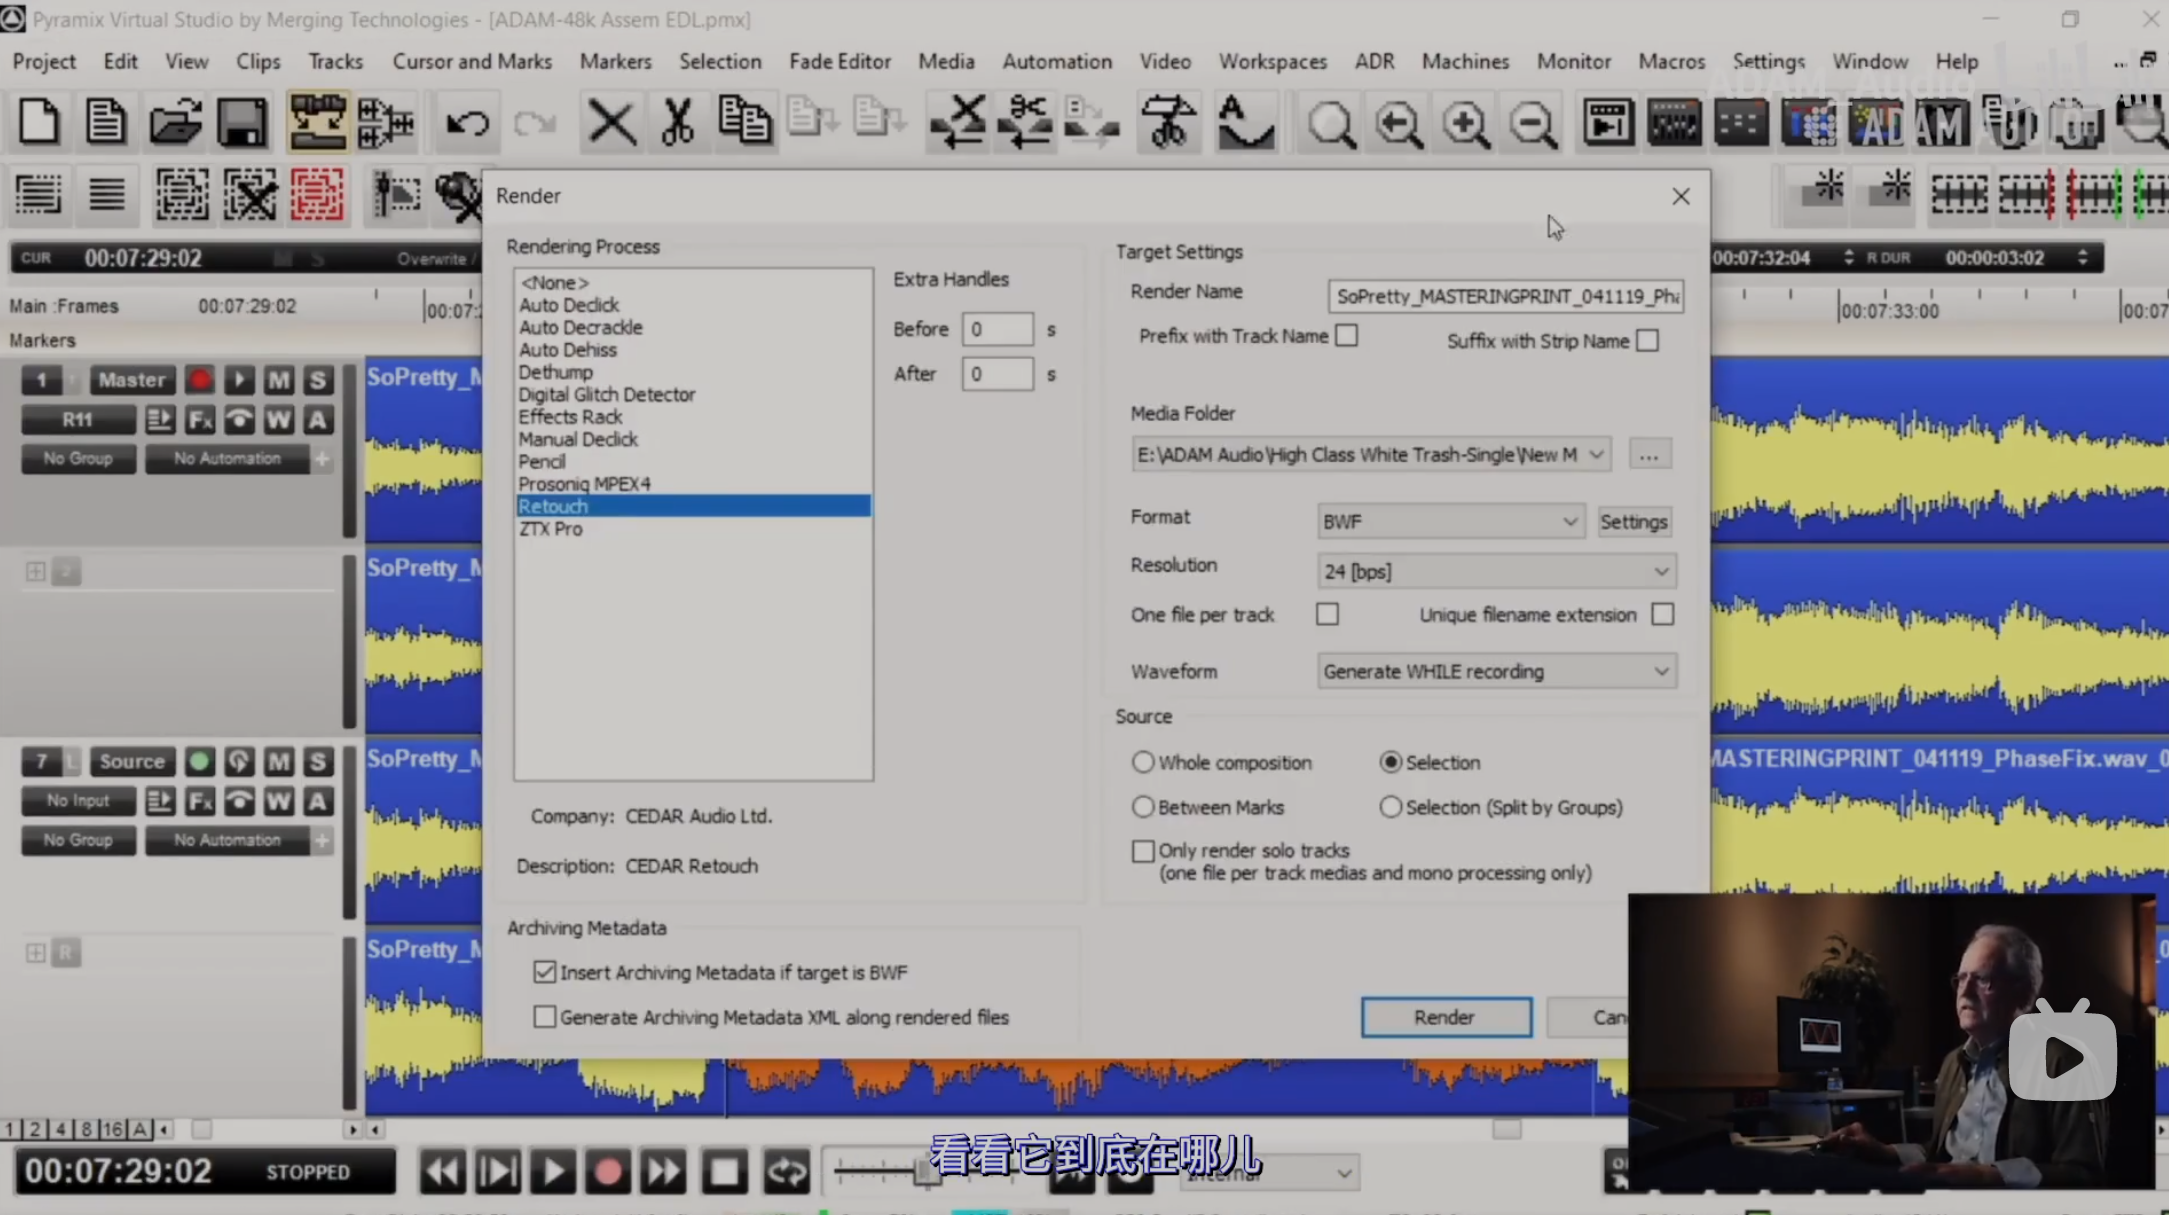 Pyramix Virtual Studio by Merging Technologies - [ADAM-48k Assem EDL.pmx]
Project Edit View Clips Tracks Cursor and Marks Markers Selection Fade Editor Media Automation Video Workspaces ADR Machines Monitor Macros Settings Window Help
ADAM_Audio
ADAM AUDIO
Render
CUR 00:07:29:02 M S Overwrite /
00:07:32:04 R DUR 00:00:03:02
Main :Frames 00:07:29:02
00:07:33:00
Markers
Rendering Process
<None>
Auto Declick
Auto Decrackle
Auto Dehiss
Dethump
Digital Glitch Detector
Effects Rack
Manual Declick
Pencil
Prosoniq MPEX4
Retouch
ZTX Pro
Extra Handles
Before 0 s
After 0 s
Company: CEDAR Audio Ltd.
Description: CEDAR Retouch
Archiving Metadata
Insert Archiving Metadata if target is BWF
Generate Archiving Metadata XML along rendered files
Target Settings
Render Name SoPretty_MASTERINGPRINT_041119_Pha
Prefix with Track Name Suffix with Strip Name
Media Folder
E:\ADAM Audio\High Class White Trash-Single\New M ...
Format BWF Settings
Resolution 24 [bps]
One file per track Unique filename extension
Waveform Generate WHILE recording
Source
Whole composition Selection
Between Marks Selection (Split by Groups)
Only render solo tracks
(one file per track medias and mono processing only)
Render Can
1 Master M S
R11 Fx W A
No Group No Automation +
SoPretty_M
2
SoPretty_M
7 L Source M S
No Input Fx W A
No Group No Automation +
SoPretty_M
MASTERINGPRINT_041119_PhaseFix.wav_0
R
SoPretty_M
1 2 4 8 16 A
00:07:29:02 STOPPED
Internal
看看它到底在哪儿